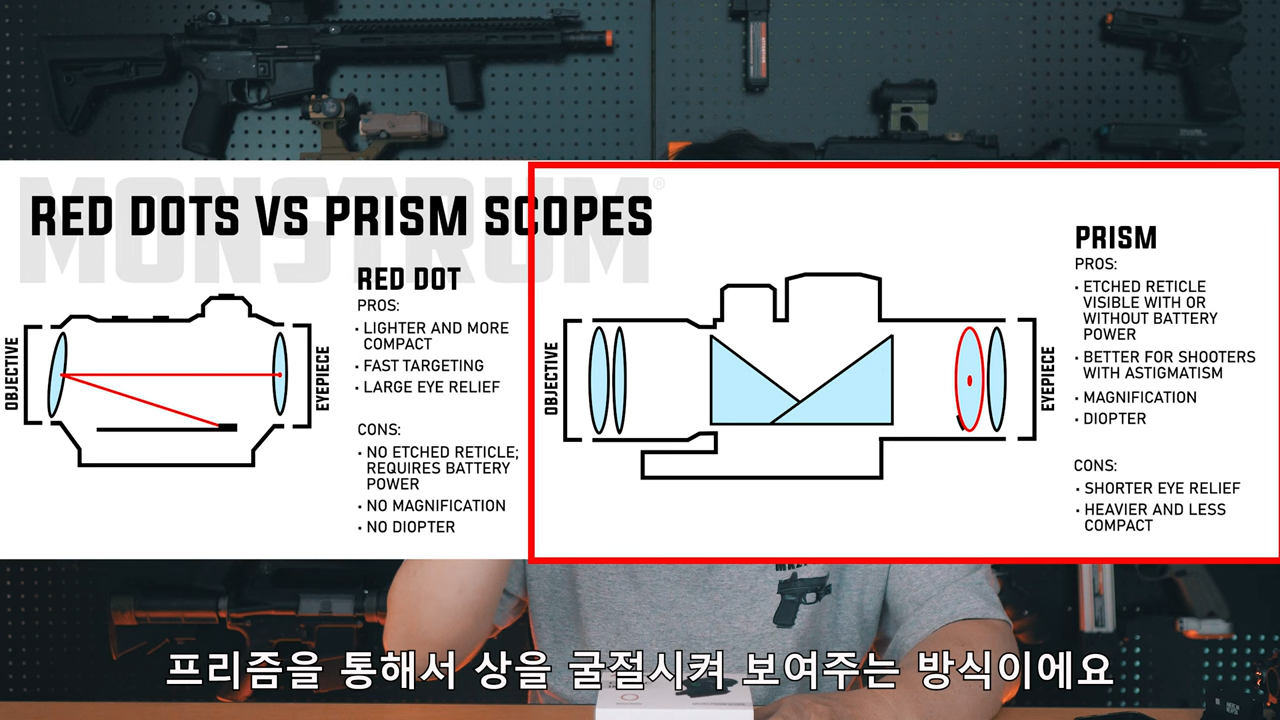 MONSTRUM®
RED DOTS VS PRISM SCOPES
RED DOT
PROS:
· LIGHTER AND MORE
COMPACT
· FAST TARGETING
· LARGE EYE RELIEF
CONS:
· NO ETCHED RETICLE;
REQUIRES BATTERY
POWER
· NO MAGNIFICATION
· NO DIOPTER
OBJECTIVE
EYEPIECE
PRISM
PROS:
· ETCHED RETICLE
VISIBLE WITH OR
WITHOUT BATTERY
POWER
· BETTER FOR SHOOTERS
WITH ASTIGMATISM
· MAGNIFICATION
· DIOPTER
CONS:
· SHORTER EYE RELIEF
· HEAVIER AND LESS
COMPACT
OBJECTIVE
EYEPIECE
프리즘을 통해서 상을 굴절시켜 보여주는 방식이에요